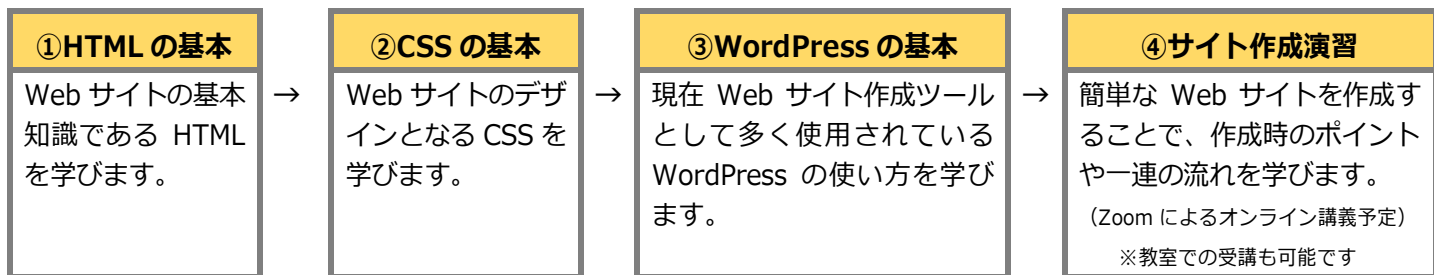 ①HTML の基本
Web サイトの基本
知識である HTML
を学びます。
→
②CSS の基本
Web サイトのデザ
インとなる CSS を
学びます。
→
③WordPress の基本
現在 Web サイト作成ツール
として多く使用されている
WordPress の使い方を学び
ます。
→
④サイト作成演習
簡単な Web サイトを作成す
ることで、作成時のポイント
や一連の流れを学びます。
（Zoom によるオンライン講義予定）
※教室での受講も可能です